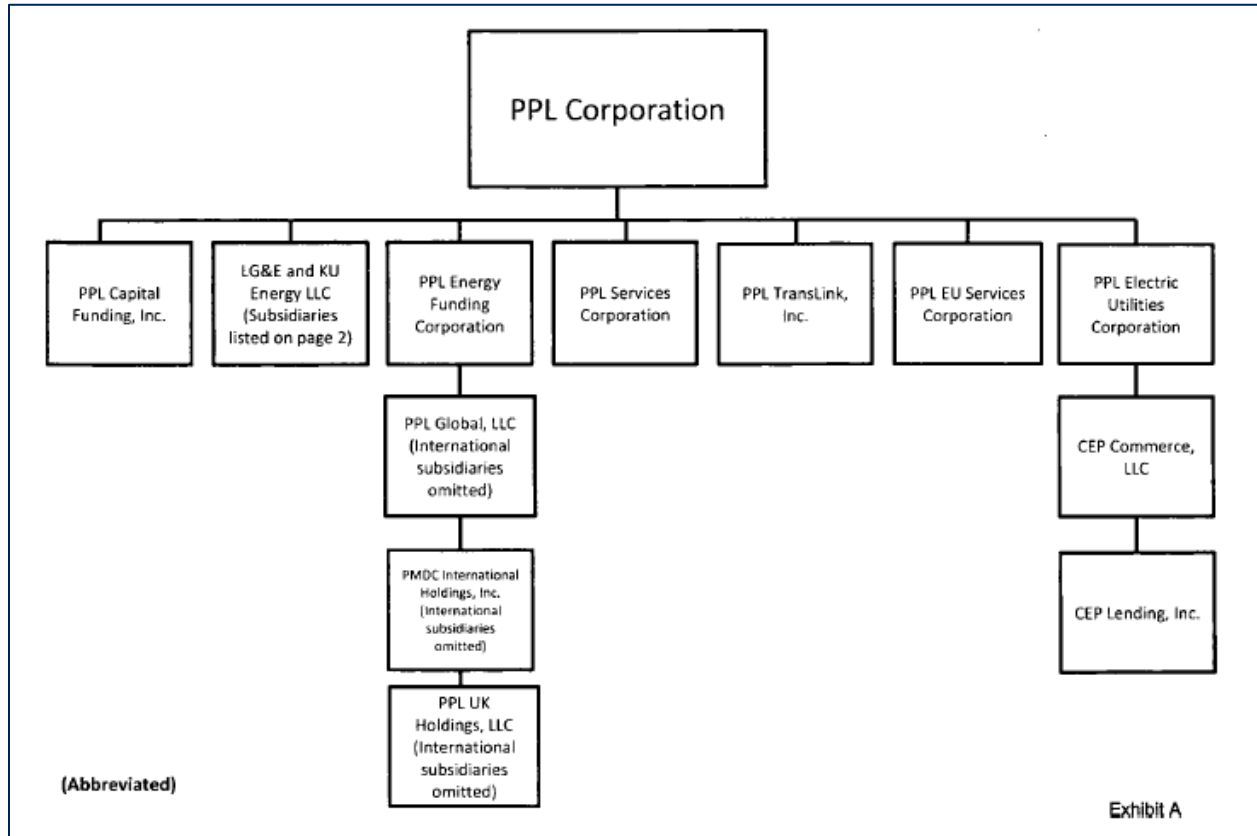 PPL Corporation
PPL Capital
Funding, Inc.
LG&E and KU
Energy LLC
(Subsidiaries
listed on page 2)
PPL Energy
Funding
Corporation
PPL Services
Corporation
PPL TransLink,
Inc.
PPL EU Services
Corporation
PPL Electric
Utilities
Corporation
PPL Global, LLC
(International
subsidiaries
omitted)
CEP Commerce,
LLC
PMDC International
Holdings, Inc.
(International
subsidiaries
omitted)
CEP Lending, Inc.
PPL UK
Holdings, LLC
(International
subsidiaries
omitted)
(Abbreviated)
Exhibit A